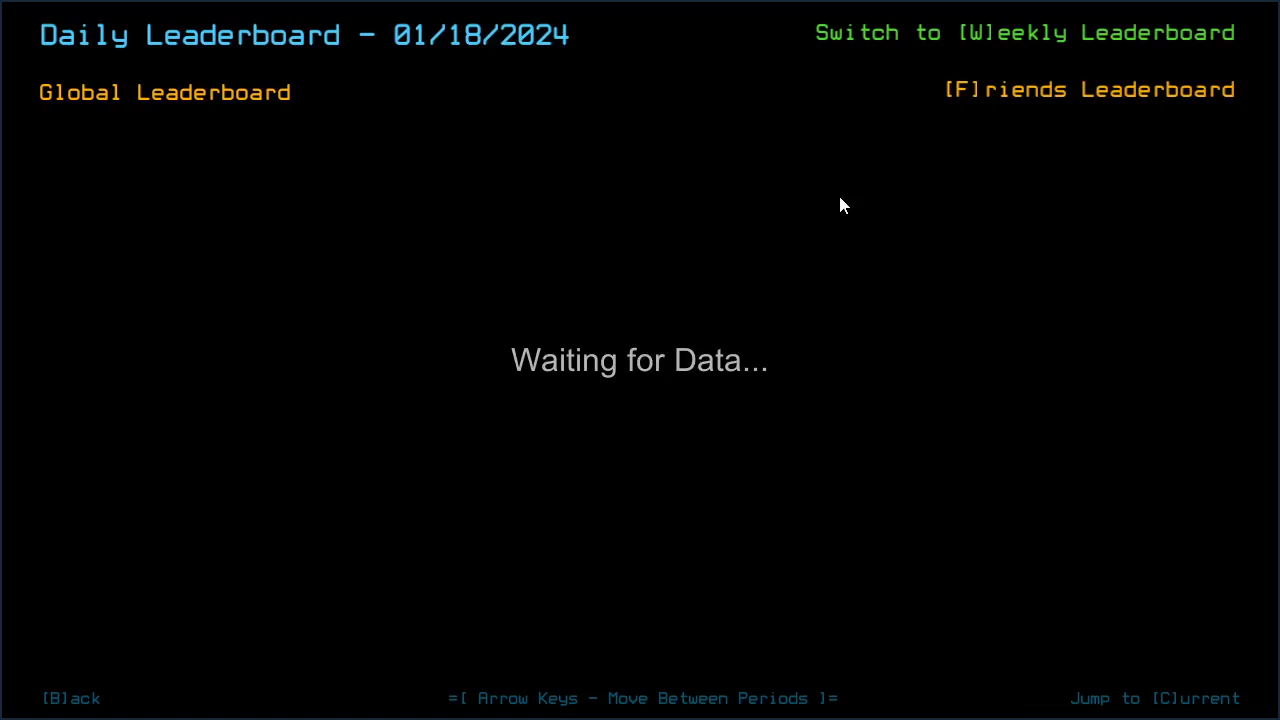 Daily Leaderboard - 01/18/2024
Switch to [W]eekly Leaderboard
Global Leaderboard
[F]riends Leaderboard
Waiting for Data...
[B]ack
=[ Arrow Keys - Move Between Periods ]=
Jump to [C]urrent